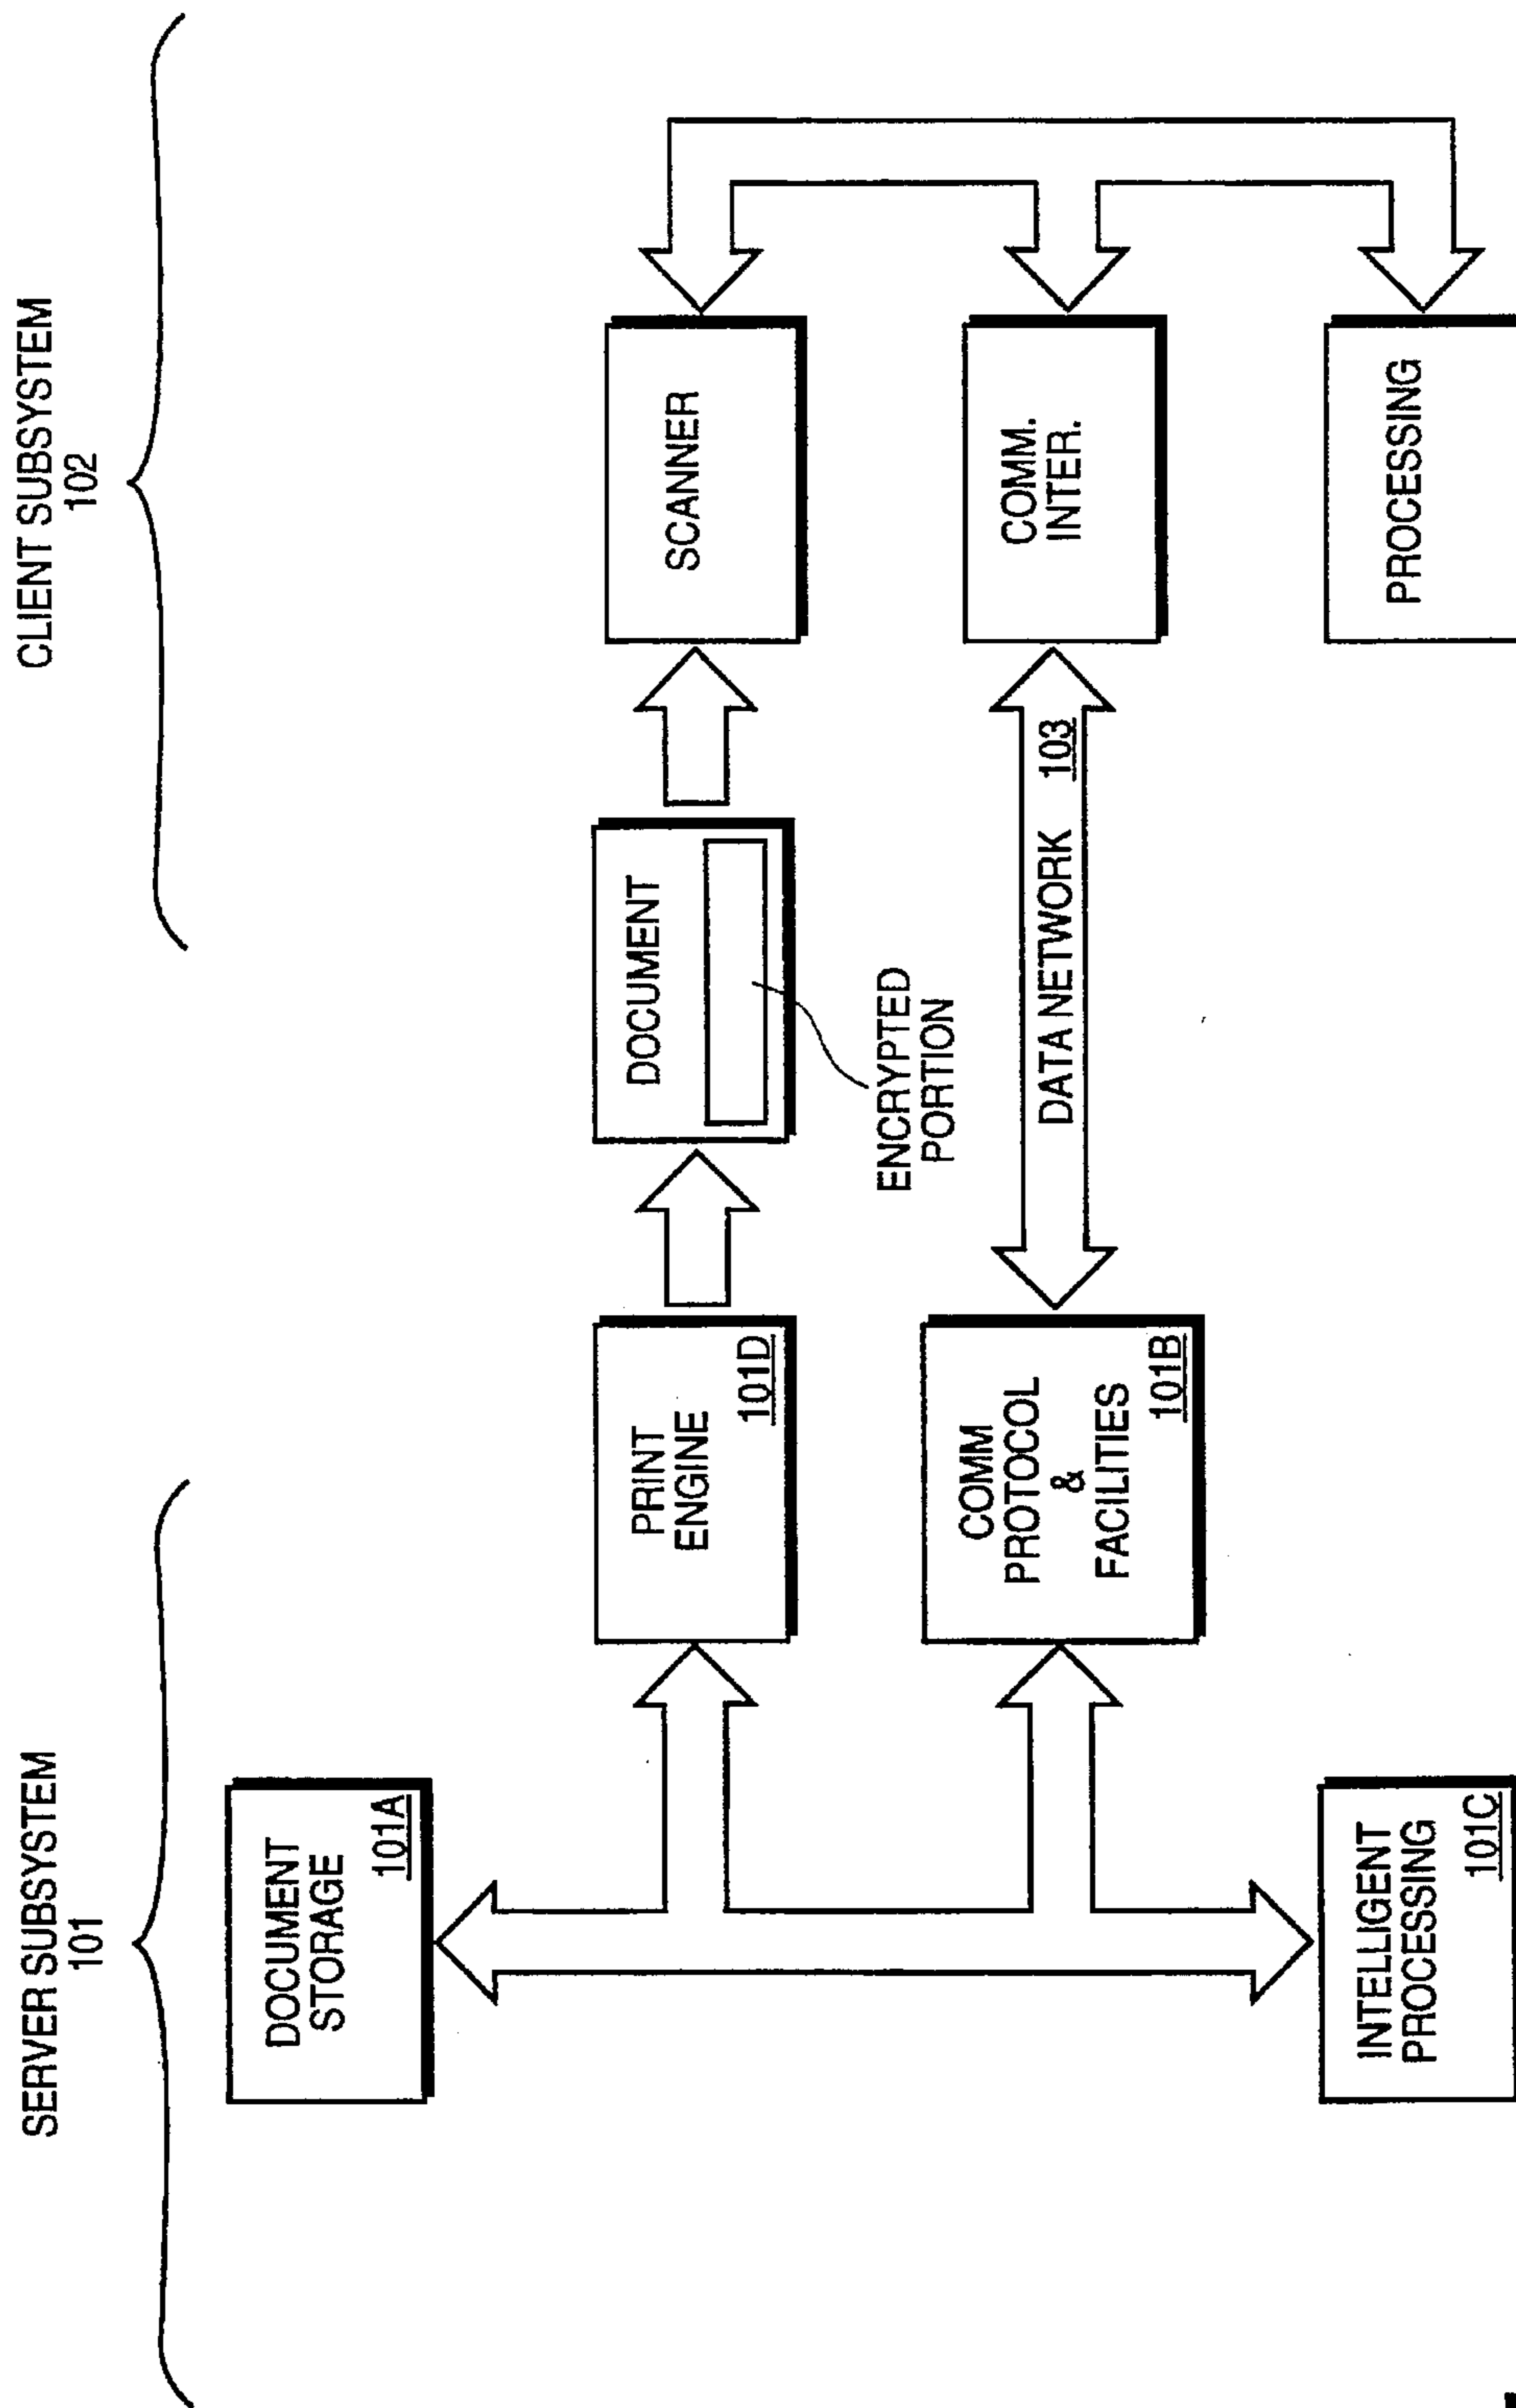 SERVER SUBSYSTEM
101
CLIENT SUBSYSTEM
102
DOCUMENT
STORAGE
101A
PRINT
ENGINE
101D
DOCUMENT
ENCRYPTED
PORTION
SCANNER
COMM
PROTOCOL
&
FACILITIES
101B
DATA NETWORK 103
COMM.
INTER.
INTELLIGENT
PROCESSING
101C
PROCESSING